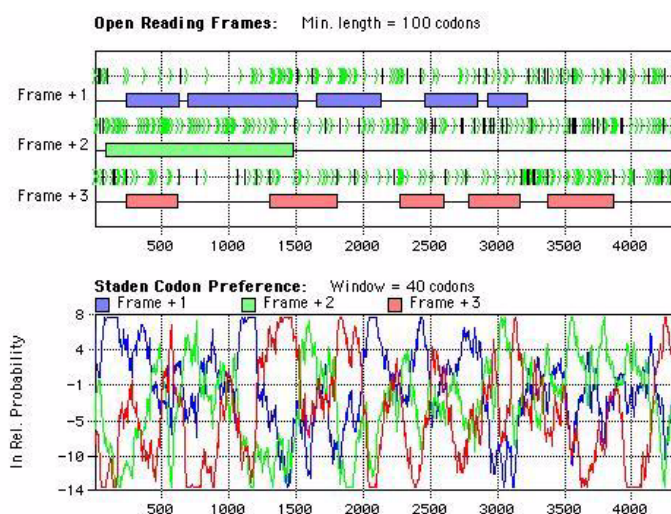 Open Reading Frames: Min. length = 100 codons
Frame +1
Frame +2
Frame +3
500 1000 1500 2000 2500 3000 3500 4000
Staden Codon Preference: Window = 40 codons
Frame +1 Frame +2 Frame +3
8
4
-1
-5
-10
-14
ln Rel. Probability
500 1000 1500 2000 2500 3000 3500 4000